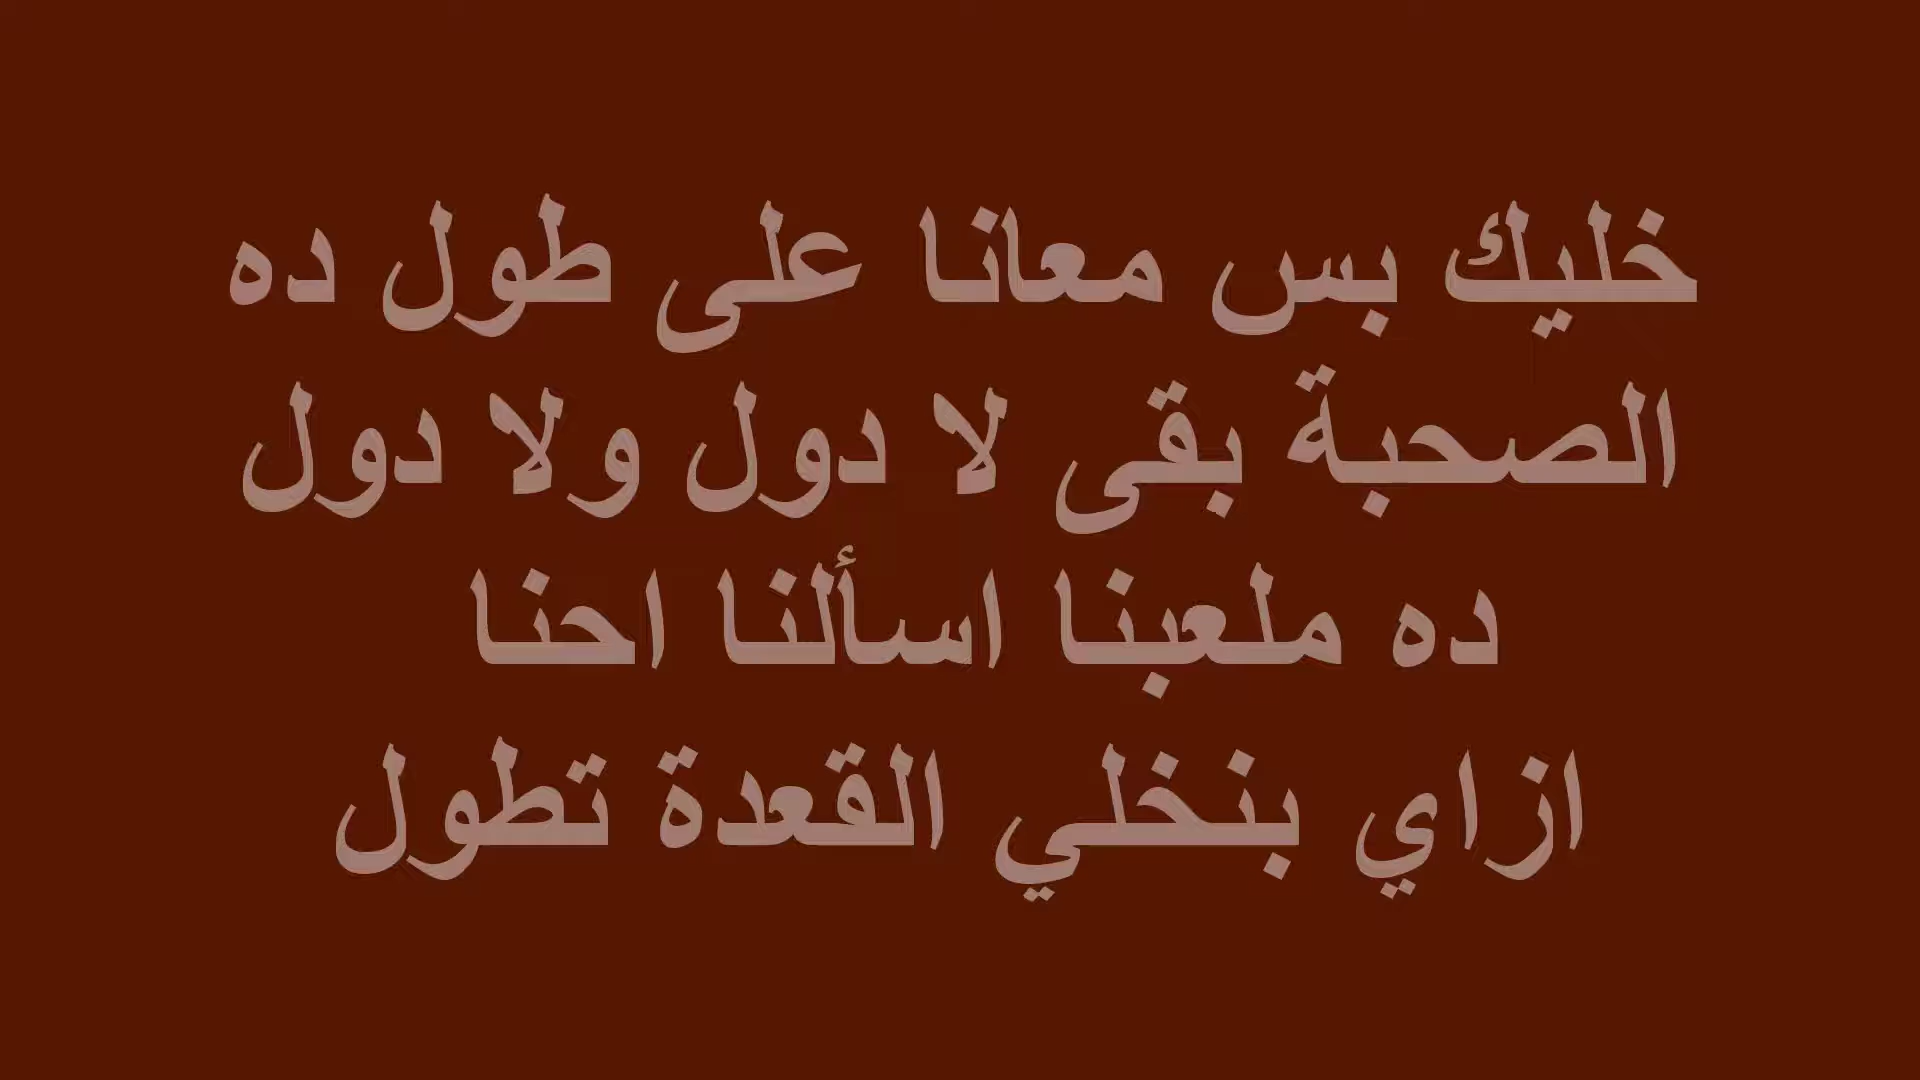 خليك بس معانا على طول ده
الصحبة بقى لا دول ولا دول
ده ملعبنا اسألنا احنا
ازاي بنخلي القعدة تطول